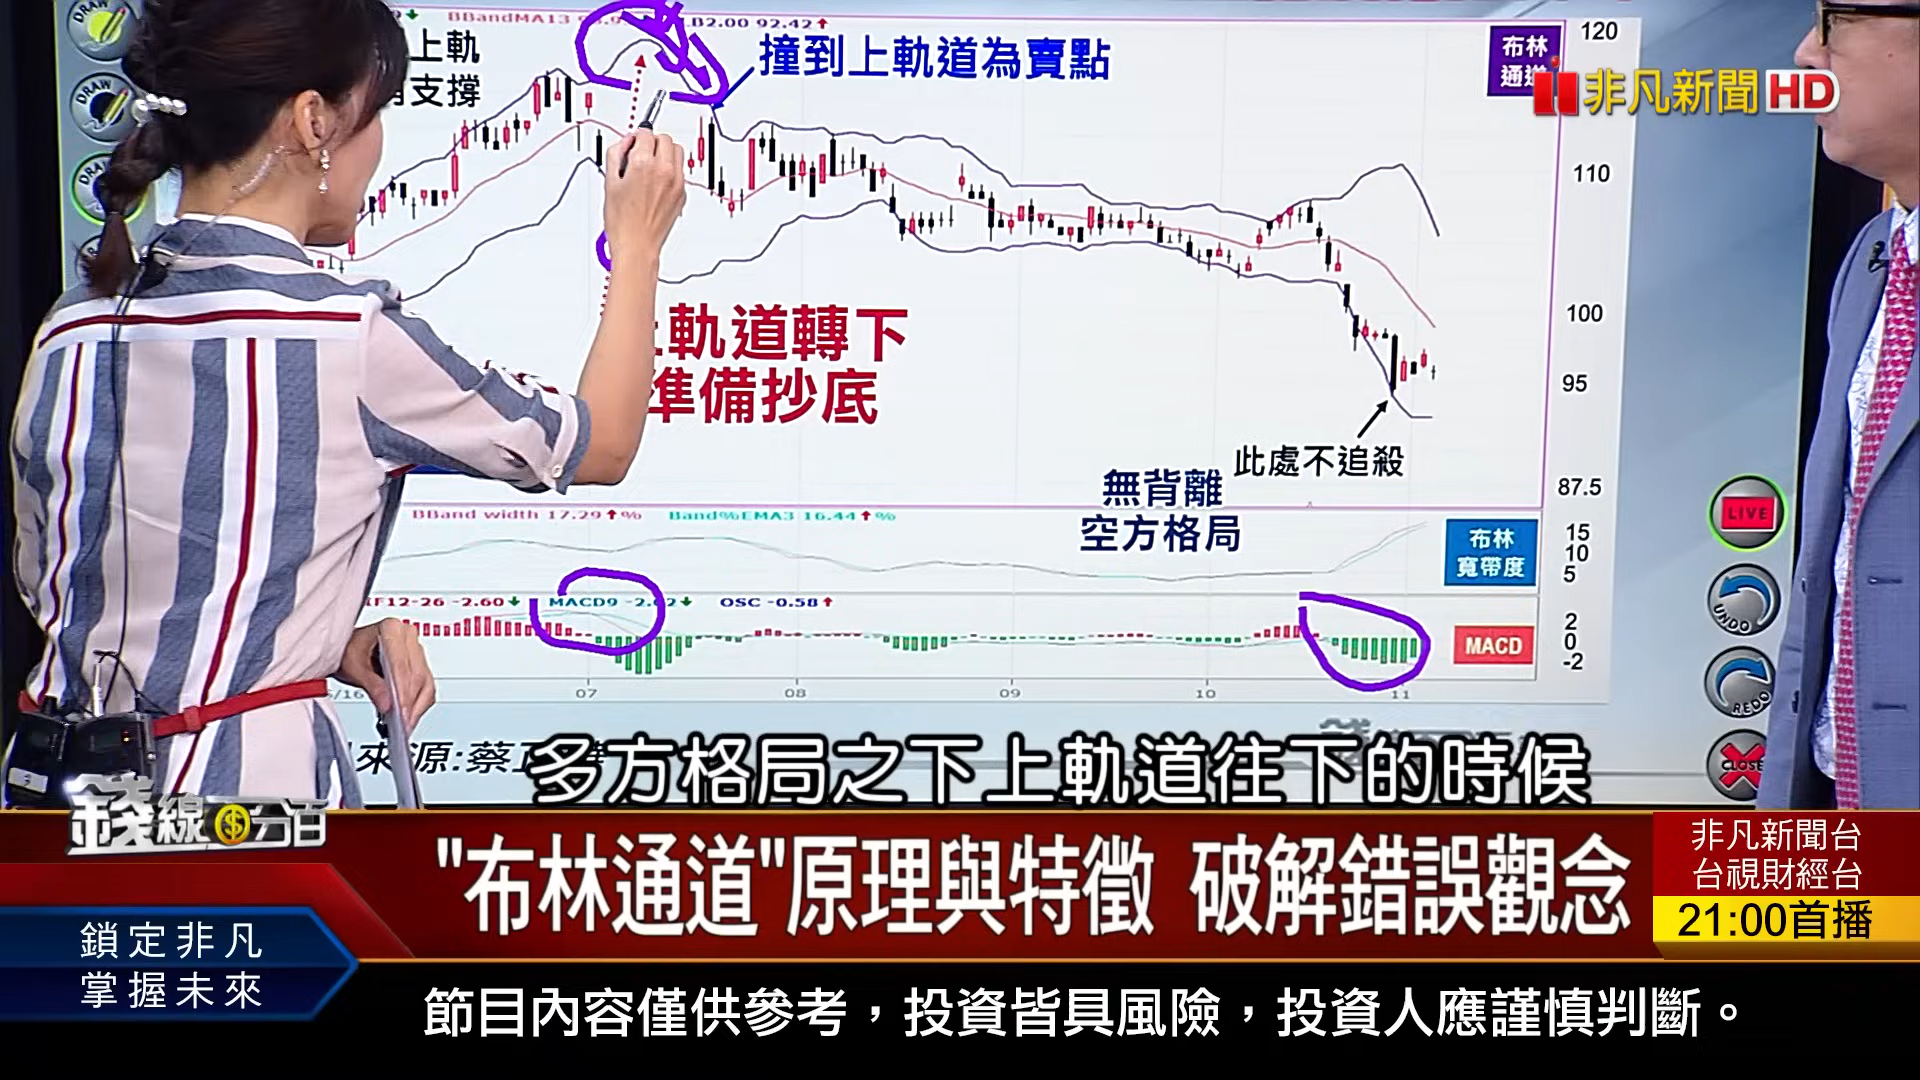 BBandMA13
LB2.00 92.42
上軌
有支撐
撞到上軌道為賣點
布林
通道
非凡新聞HD
120
110
100
95
87.5
上軌道轉下
準備抄底
此處不追殺
無背離
空方格局
BBand width 17.29 %
Band%EMA3 16.44 %
布林
寬帶度
15
10
5
IF12-26 -2.60
MACD9
OSC -0.58
MACD
2
0
-2
07
08
09
10
11
DRAW
DRAW
LIVE
UNDO
REDO
CLOSE
來源:蔡
多方格局之下上軌道往下的時候
錢線百分百
"布林通道"原理與特徵 破解錯誤觀念
非凡新聞台
台視財經台
21:00首播
鎖定非凡
掌握未來
節目內容僅供參考，投資皆具風險，投資人應謹慎判斷。